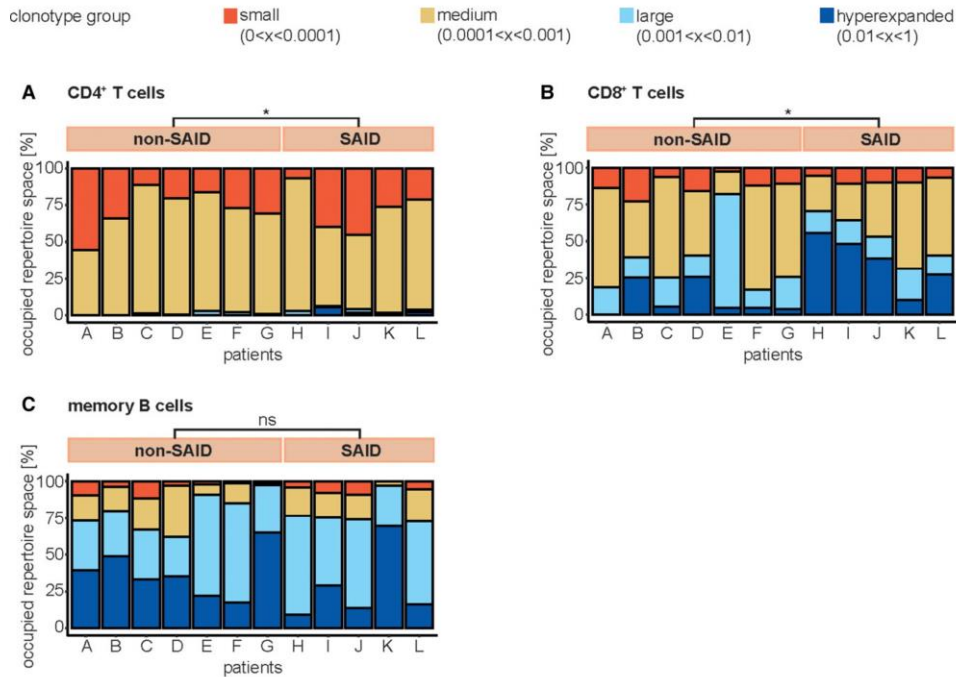 clonotype group
small
(0<x<0.0001)
medium
(0.0001<x<0.001)
large
(0.001<x<0.01)
hyperexpanded
(0.01<x<1)
A CD4⁺ T cells
*
non-SAID SAID
occupied repertoire space [%]
100
75
50
25
0
A B C D E F G H I J K L
patients
B CD8⁺ T cells
*
non-SAID SAID
occupied repertoire space [%]
100
75
50
25
0
A B C D E F G H I J K L
patients
C memory B cells
ns
non-SAID SAID
occupied repertoire space [%]
100
75
50
25
0
A B C D E F G H I J K L
patients